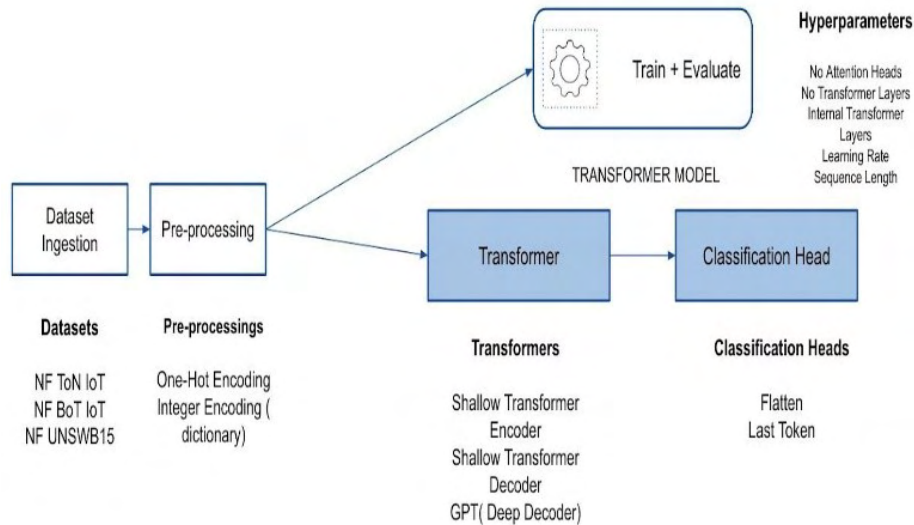 Hyperparameters
No Attention Heads
No Transformer Layers
Internal Transformer
Layers
Learning Rate
Sequence Length
Train + Evaluate
TRANSFORMER MODEL
Dataset
Ingestion
Pre-processing
Transformer
Classification Head
Datasets
NF ToN IoT
NF BoT IoT
NF UNSWB15
Pre-processings
One-Hot Encoding
Integer Encoding (
dictionary)
Transformers
Shallow Transformer
Encoder
Shallow Transformer
Decoder
GPT( Deep Decoder)
Classification Heads
Flatten
Last Token